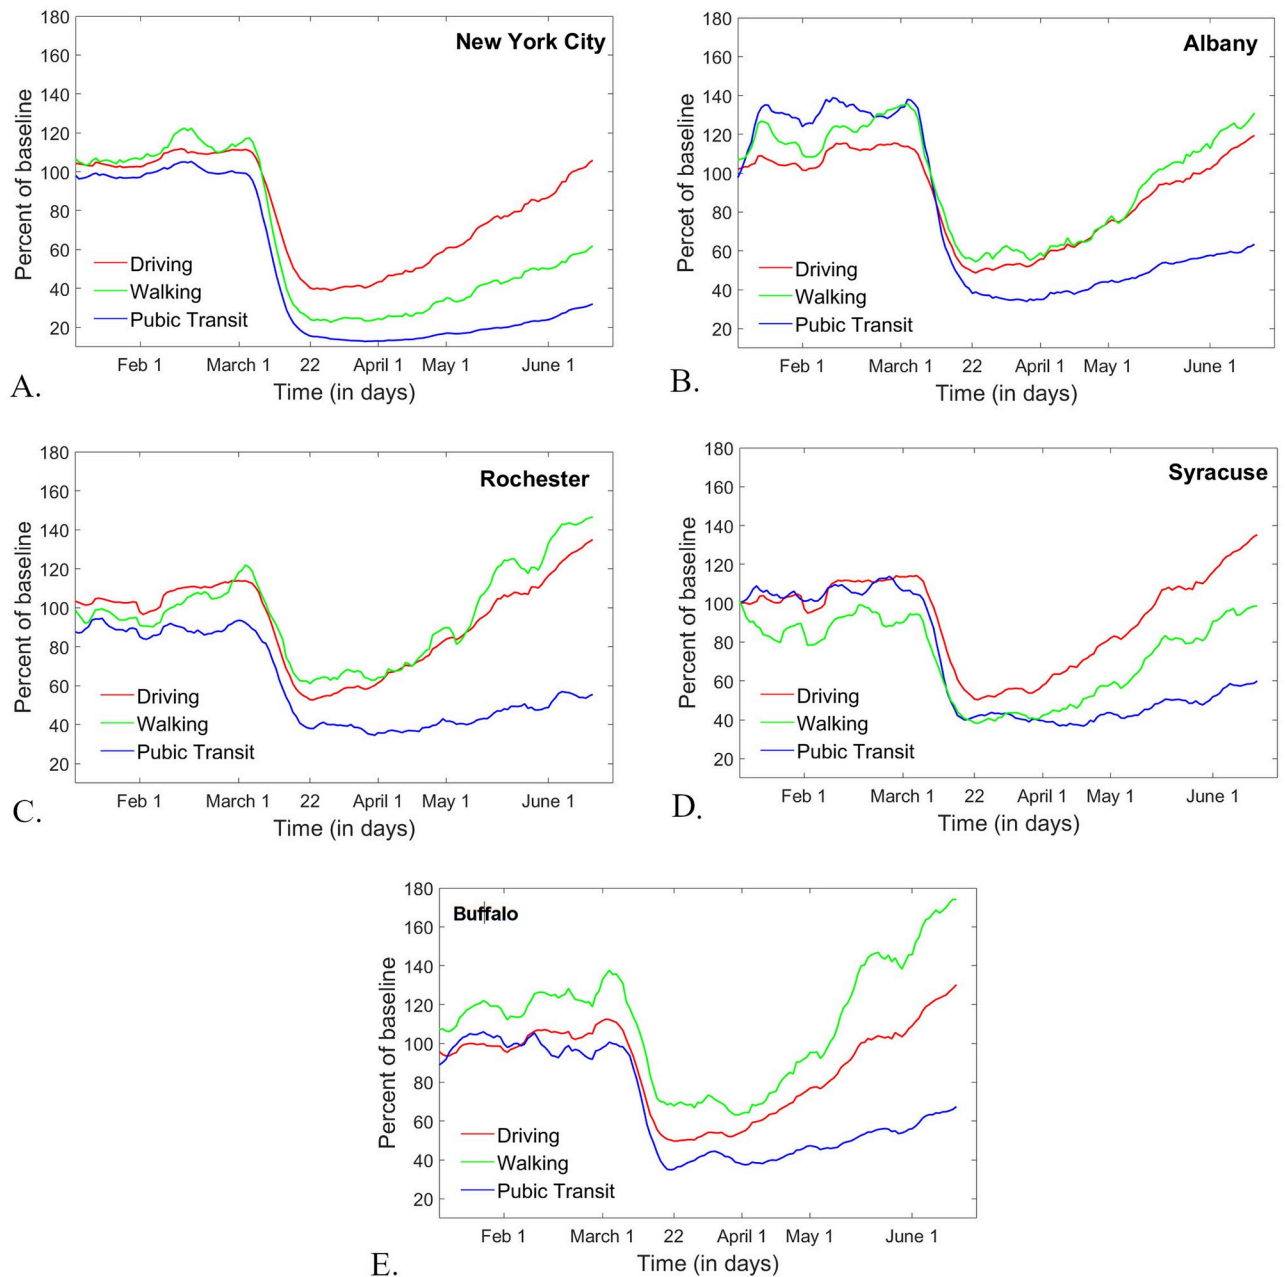 180
160
140
120
100
80
60
40
20
Percent of baseline
New York City
Driving
Walking
Pubic Transit
Feb 1 March 1 22 April 1 May 1 June 1
Time (in days)
A.
180
160
140
120
100
80
60
40
20
Percet of baseline
Albany
Driving
Walking
Pubic Transit
Feb 1 March 1 22 April 1 May 1 June 1
Time (in days)
B.
180
160
140
120
100
80
60
40
20
Percent of baseline
Rochester
Driving
Walking
Pubic Transit
Feb 1 March 1 22 April 1 May 1 June 1
Time (in days)
C.
180
160
140
120
100
80
60
40
20
Percent of baseline
Syracuse
Driving
Walking
Pubic Transit
Feb 1 March 1 22 April 1 May 1 June 1
Time (in days)
D.
180
160
140
120
100
80
60
40
20
Percent of baseline
Buffalo
Driving
Walking
Pubic Transit
Feb 1 March 1 22 April 1 May 1 June 1
Time (in days)
E.